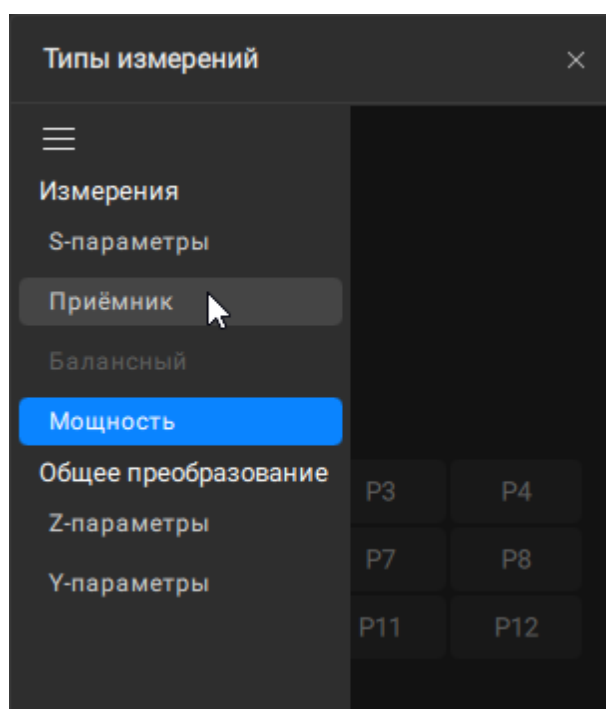 Типы измерений
Измерения
S-параметры
Приёмник
Балансный
Мощность
Общее преобразование
P3 P4
Z-параметры
P7 P8
Y-параметры
P11 P12